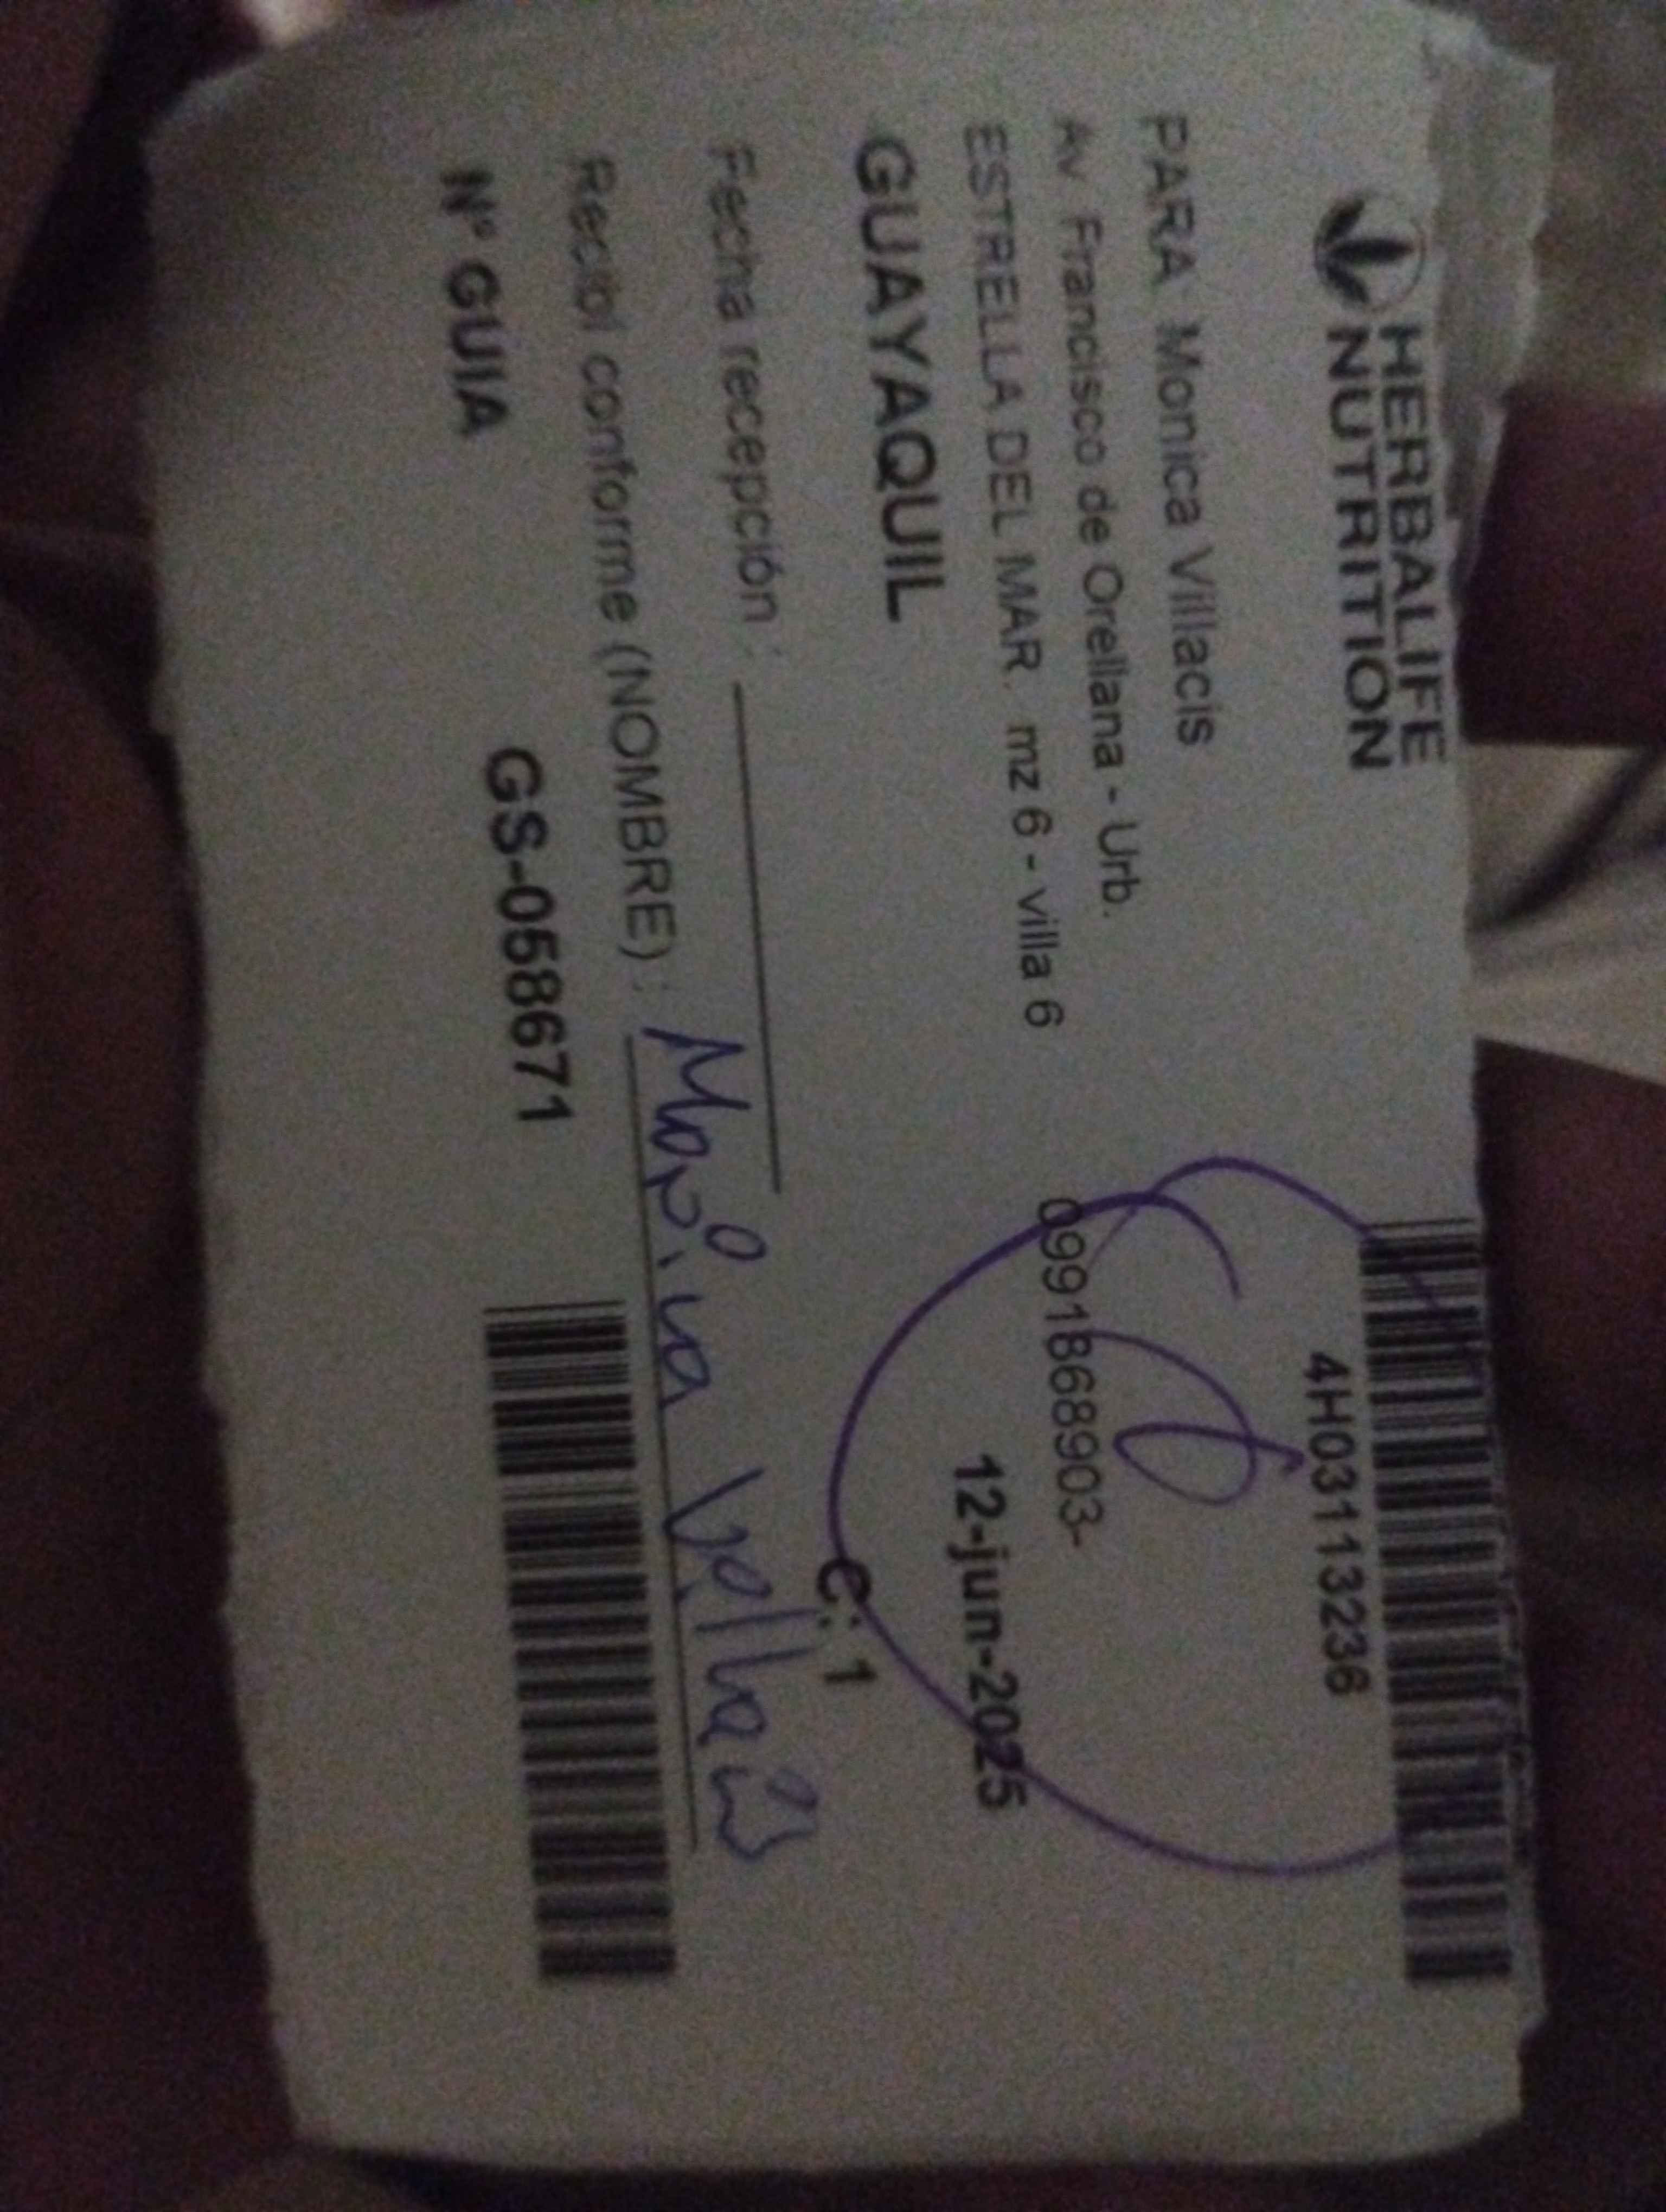 HERBALIFE
NUTRITION
4H03113236
PARA: Monica Villacis
Av Francisco de Orellana - Urb.
ESTRELLA DEL MAR. mz 6 - villa 6
0991868903-
GUAYAQUIL
12-jun-2025
e: 1
Fecha recepción :
Recibí conforme (NOMBRE) :
Nº GUIA
GS-058671